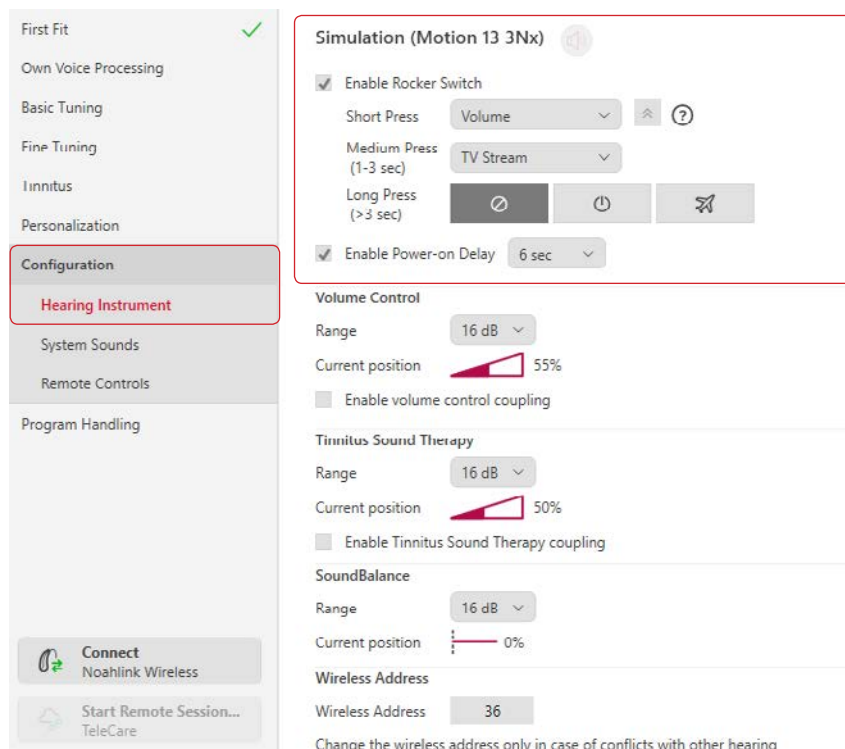 First Fit
Own Voice Processing
Basic Tuning
Fine Tuning
Tinnitus
Personalization
Configuration
Hearing Instrument
System Sounds
Remote Controls
Program Handling
Connect
Noahlink Wireless
Start Remote Session...
TeleCare
Simulation (Motion 13 3Nx)
Enable Rocker Switch
Short Press Volume ?
Medium Press
(1-3 sec) TV Stream
Long Press
(>3 sec)
Enable Power-on Delay 6 sec
Volume Control
Range 16 dB
Current position 55%
Enable volume control coupling
Tinnitus Sound Therapy
Range 16 dB
Current position 50%
Enable Tinnitus Sound Therapy coupling
SoundBalance
Range 16 dB
Current position 0%
Wireless Address
Wireless Address 36
Change the wireless address only in case of conflicts with other hearing